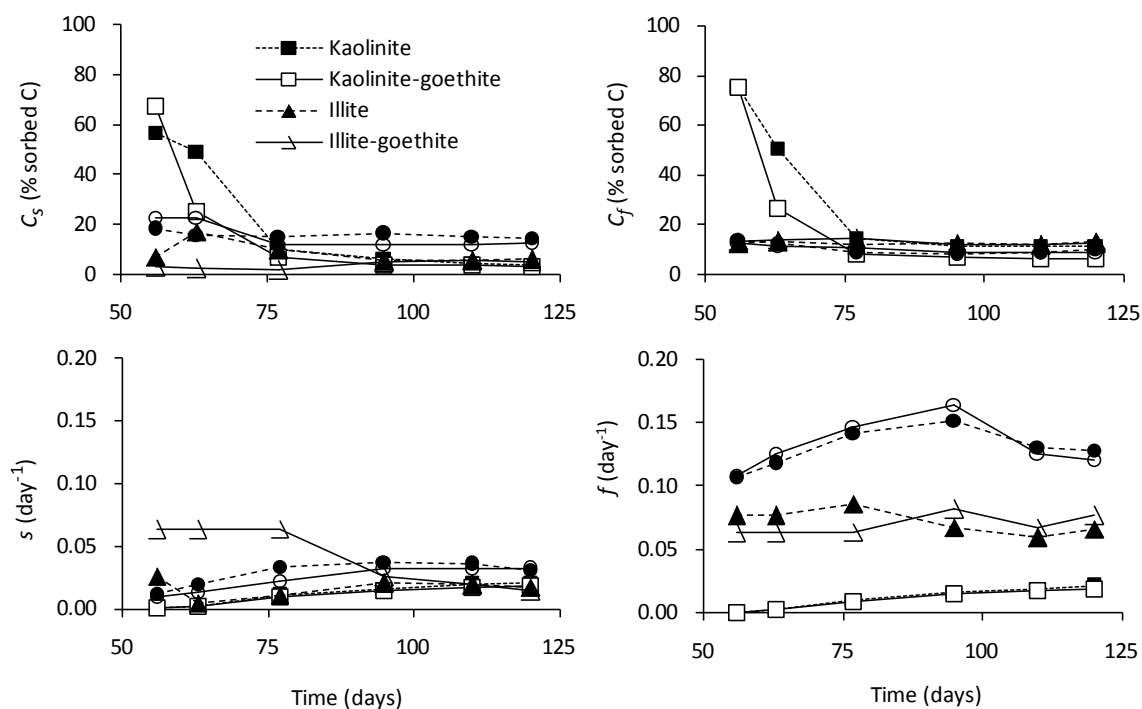 100
80
60
40
20
0
Cs (% sorbed C)
50 75 100 125
Kaolinite
Kaolinite-goethite
Illite
Illite-goethite
100
80
60
40
20
0
Cf (% sorbed C)
50 75 100 125
0.20
0.15
0.10
0.05
0.00
s (day-1)
50 75 100 125
Time (days)
0.20
0.15
0.10
0.05
0.00
f (day-1)
50 75 100 125
Time (days)